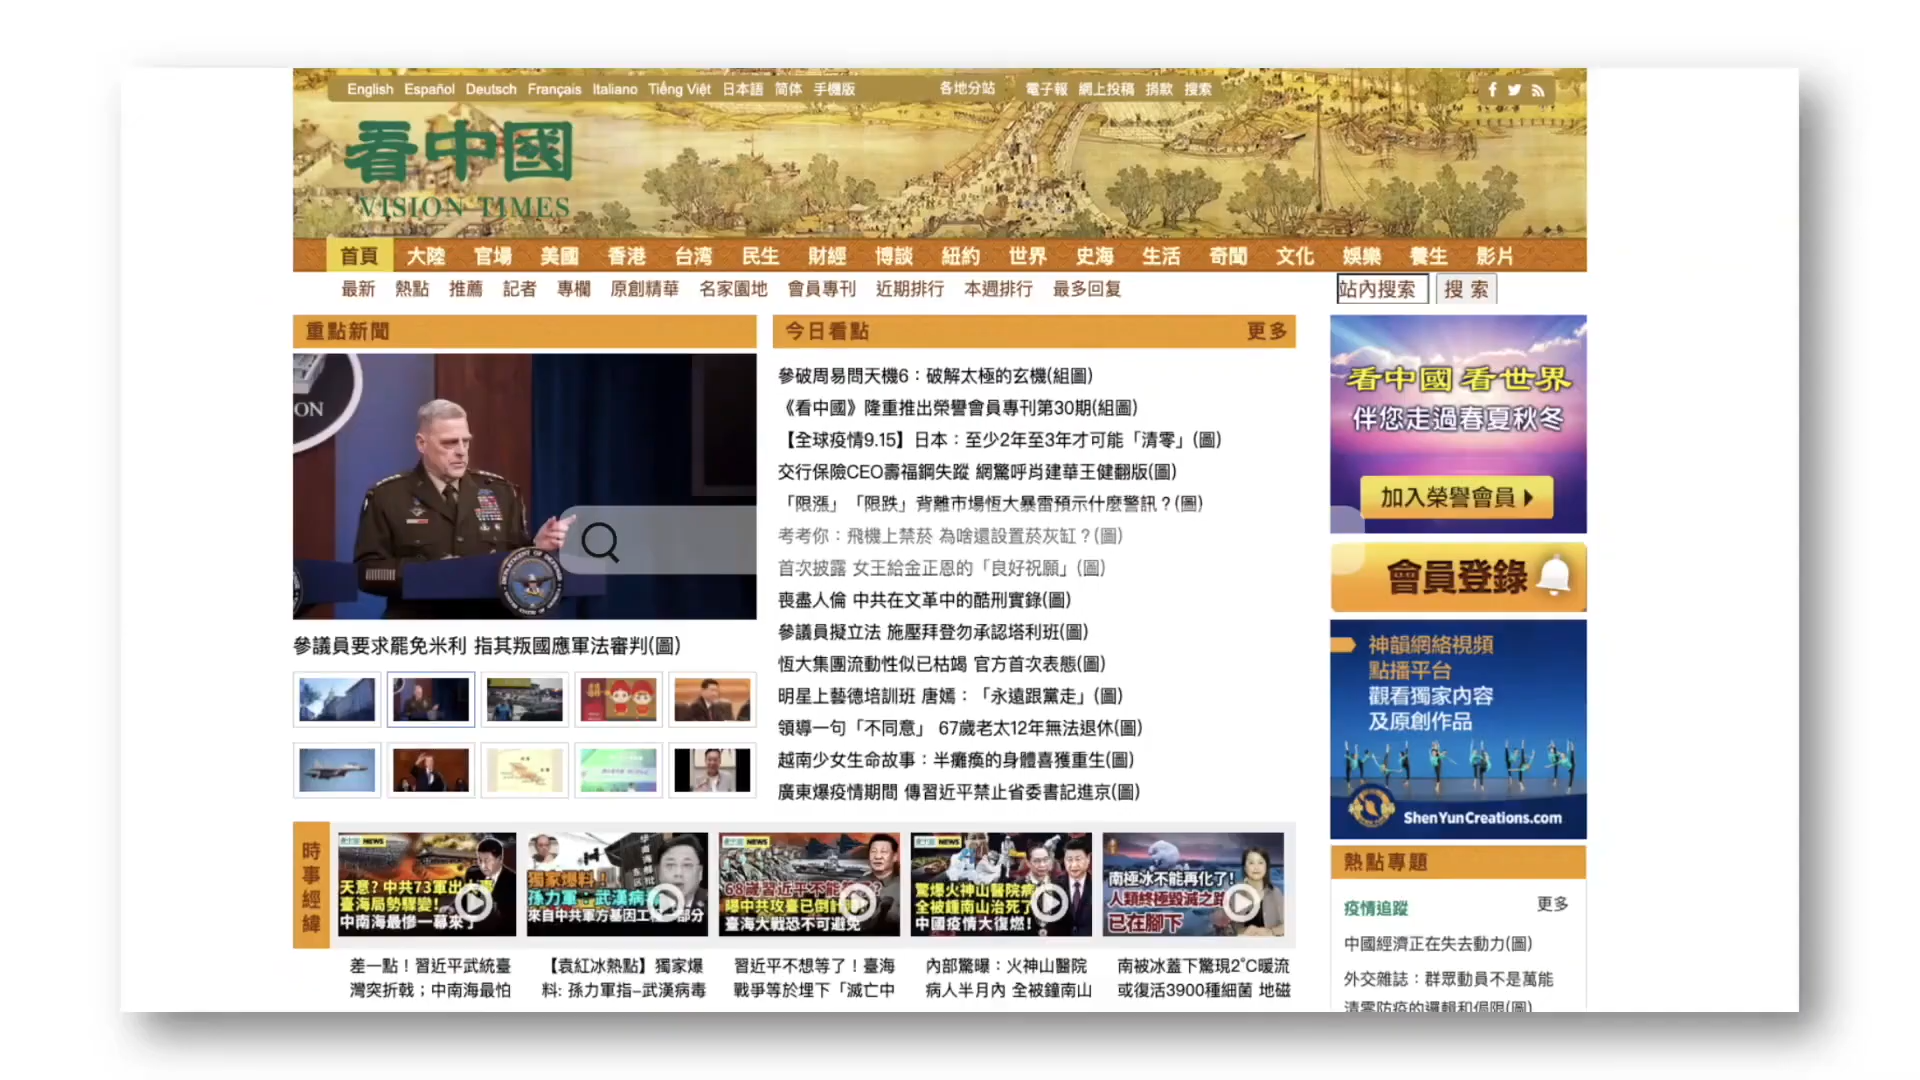 English Español Deutsch Français Italiano Tiếng Việt 日本語 简体 手機版 各地分站 電子報 網上投稿 捐款 搜索
看中國
VISION TIMES
首頁 大陸 官場 美國 香港 台湾 民生 財經 博談 紐約 世界 史海 生活 奇聞 文化 娛樂 養生 影片
最新 熱點 推薦 記者 專欄 原創精華 名家園地 會員專刊 近期排行 本週排行 最多回复
站內搜索 搜 索
重點新聞
ON
參議員要求罷免米利 指其叛國應軍法審判(圖)
今日看點 更多
參破周易問天機6：破解太極的玄機(組圖)
《看中國》隆重推出榮譽會員專刊第30期(組圖)
【全球疫情9.15】日本：至少2年至3年才可能「清零」(圖)
交行保險CEO壽福鋼失蹤 網驚呼肖建華王健翻版(圖)
「限漲」「限跌」背離市場恆大暴雷預示什麼警訊？(圖)
考考你：飛機上禁菸 為啥還設置菸灰缸？(圖)
首次披露 女王給金正恩的「良好祝願」(圖)
喪盡人倫 中共在文革中的酷刑實錄(圖)
參議員擬立法 施壓拜登勿承認塔利班(圖)
恆大集團流動性似已枯竭 官方首次表態(圖)
明星上藝德培訓班 唐嫣：「永遠跟黨走」(圖)
領導一句「不同意」 67歲老太12年無法退休(圖)
越南少女生命故事：半癱瘓的身體喜獲重生(圖)
廣東爆疫情期間 傳習近平禁止省委書記進京(圖)
看中國 看世界
伴您走過春夏秋冬
加入榮譽會員
會員登錄
神韻網絡視頻
點播平台
觀看獨家內容
及原創作品
ShenYunCreations.com
時事經緯
NEWS
天意? 中共73軍出
臺海局勢驟變!
中南海最慘一幕來了
獨家爆料!
孫力軍：武漢病毒
來自中共軍方基因工程一部分
NEWS
68歲習近平不能
曝中共攻臺已倒計
臺海大戰恐不可避免
NEWS
驚爆火神山醫院病
全被鍾南山治死了
中國疫情大復燃!
南極冰不能再化了!
人類終極毀滅之路
已在腳下
差一點！習近平武統臺
灣突折戟；中南海最怕
【袁紅冰熱點】獨家爆
料: 孫力軍指–武漢病毒
習近平不想等了！臺海
戰爭等於埋下「滅亡中
內部驚曝：火神山醫院
病人半月內 全被鐘南山
南被冰蓋下驚現2˚C暖流
或復活3900種細菌 地磁
熱點專題
疫情追蹤 更多
中國經濟正在失去動力(圖)
外交雜誌：群眾動員不是萬能
清零防疫的邏輯和侷限(圖)